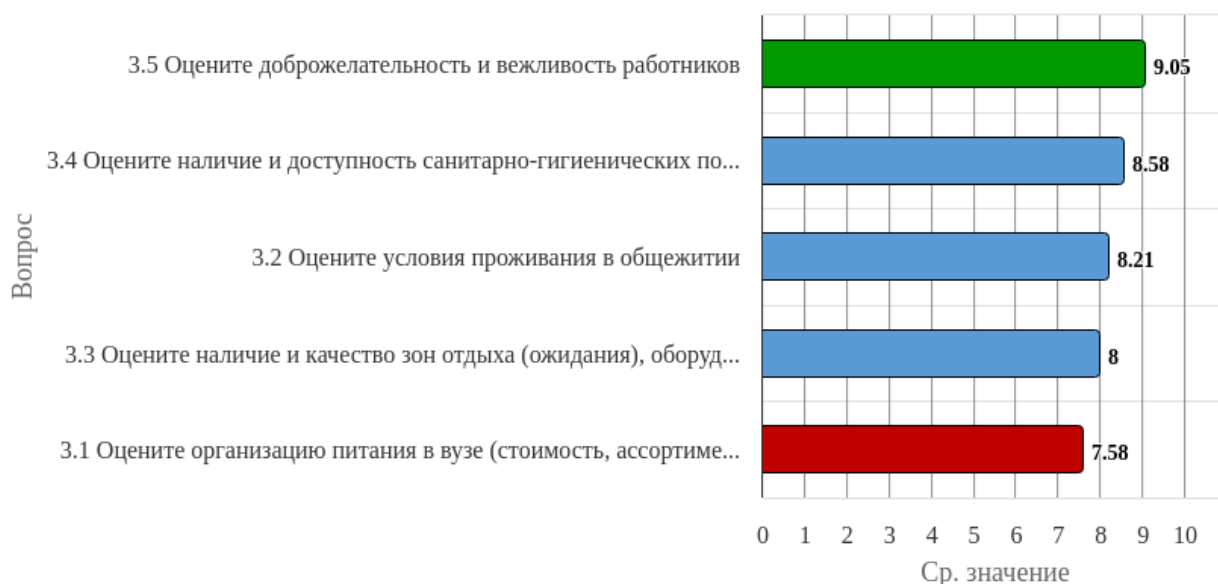 3.5 Оцените доброжелательность и вежливость работников
9.05
3.4 Оцените наличие и доступность санитарно-гигиенических по...
8.58
3.2 Оцените условия проживания в общежитии
8.21
3.3 Оцените наличие и качество зон отдыха (ожидания), оборуд...
8
3.1 Оцените организацию питания в вузе (стоимость, ассортиме...
7.58
Вопрос
0 1 2 3 4 5 6 7 8 9 10
Ср. значение